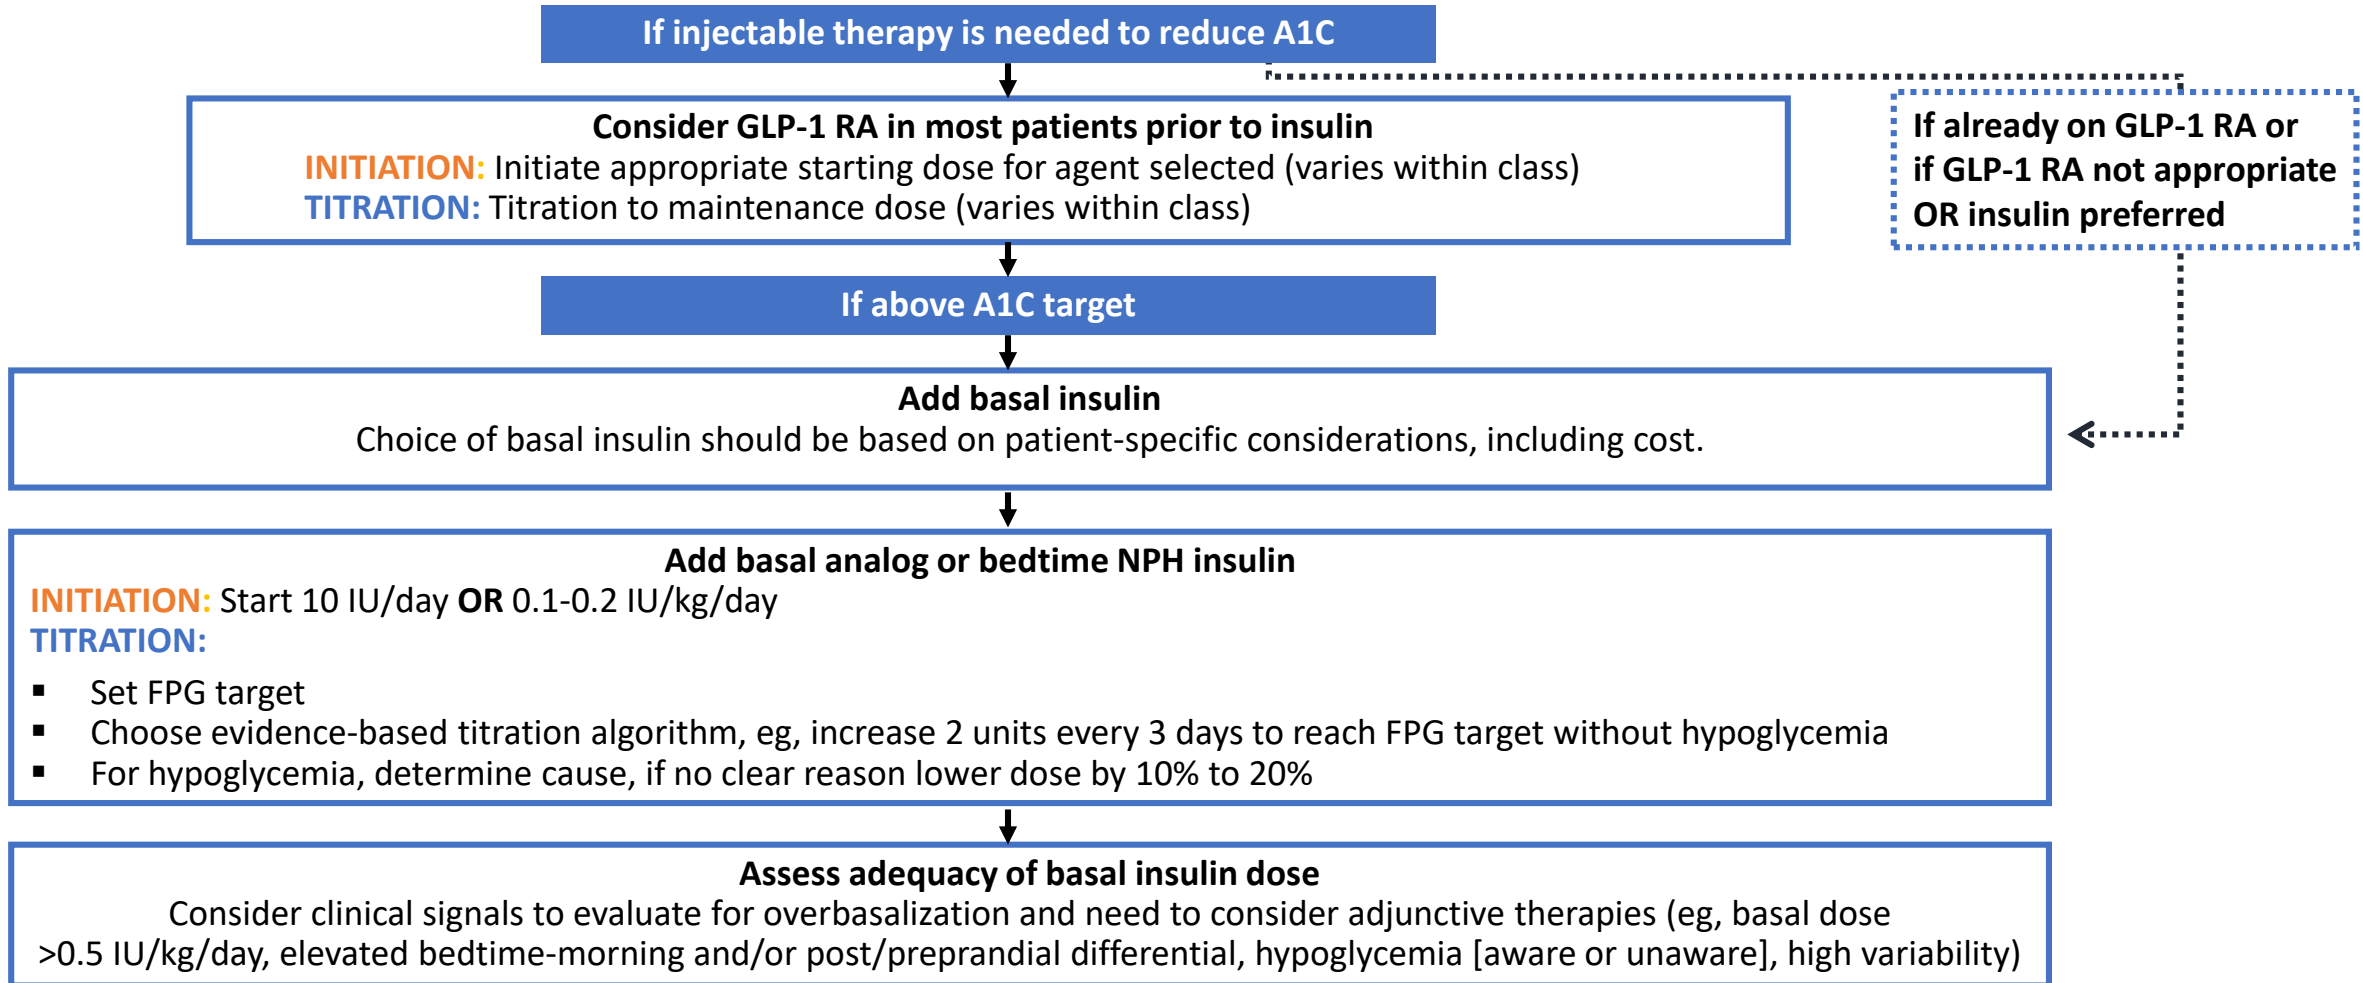 If injectable therapy is needed to reduce A1C
Consider GLP-1 RA in most patients prior to insulin
INITIATION: Initiate appropriate starting dose for agent selected (varies within class)
TITRATION: Titration to maintenance dose (varies within class)
If already on GLP-1 RA or
if GLP-1 RA not appropriate
OR insulin preferred
If above A1C target
Add basal insulin
Choice of basal insulin should be based on patient-specific considerations, including cost.
Add basal analog or bedtime NPH insulin
INITIATION: Start 10 IU/day OR 0.1-0.2 IU/kg/day
TITRATION:
▪ Set FPG target
▪ Choose evidence-based titration algorithm, eg, increase 2 units every 3 days to reach FPG target without hypoglycemia
▪ For hypoglycemia, determine cause, if no clear reason lower dose by 10% to 20%
Assess adequacy of basal insulin dose
Consider clinical signals to evaluate for overbasalization and need to consider adjunctive therapies (eg, basal dose
>0.5 IU/kg/day, elevated bedtime-morning and/or post/preprandial differential, hypoglycemia [aware or unaware], high variability)